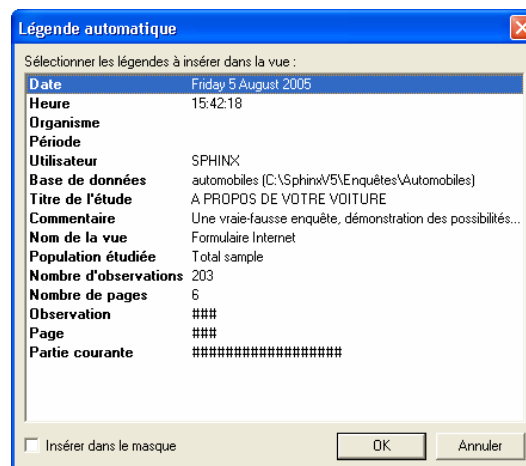 Légende automatique
Sélectionner les légendes à insérer dans la vue :
Date Friday 5 August 2005
Heure 15:42:18
Organisme
Période
Utilisateur SPHINX
Base de données automobiles (C:\SphinxV5\Enquêtes\Automobiles)
Titre de l'étude A PROPOS DE VOTRE VOITURE
Commentaire Une vraie-fausse enquête, démonstration des possibilités...
Nom de la vue Formulaire Internet
Population étudiée Total sample
Nombre d'observations 203
Nombre de pages 6
Observation ###
Page ###
Partie courante ##################
Insérer dans le masque OK Annuler